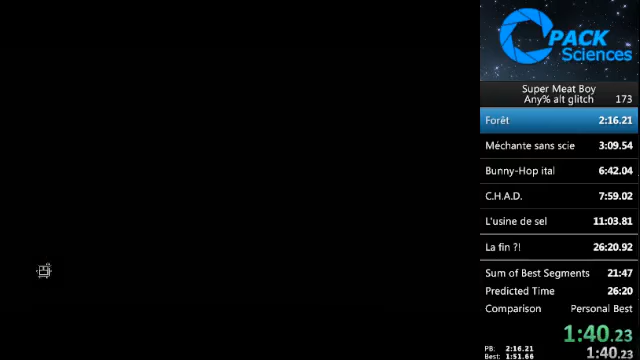 PACK
Sciences
Super Meat Boy
Any% alt glitch 173
Forêt 2:16.21
Méchante sans scie 3:09.54
Bunny-Hop ital 6:42.04
C.H.A.D. 7:59.02
L'usine de sel 11:03.81
La fin ?! 26:20.92
Sum of Best Segments 21:47
Predicted Time 26:20
Comparison Personal Best
1:40.23
PB: 2:16.21
Best: 1:51.66 1:40.23